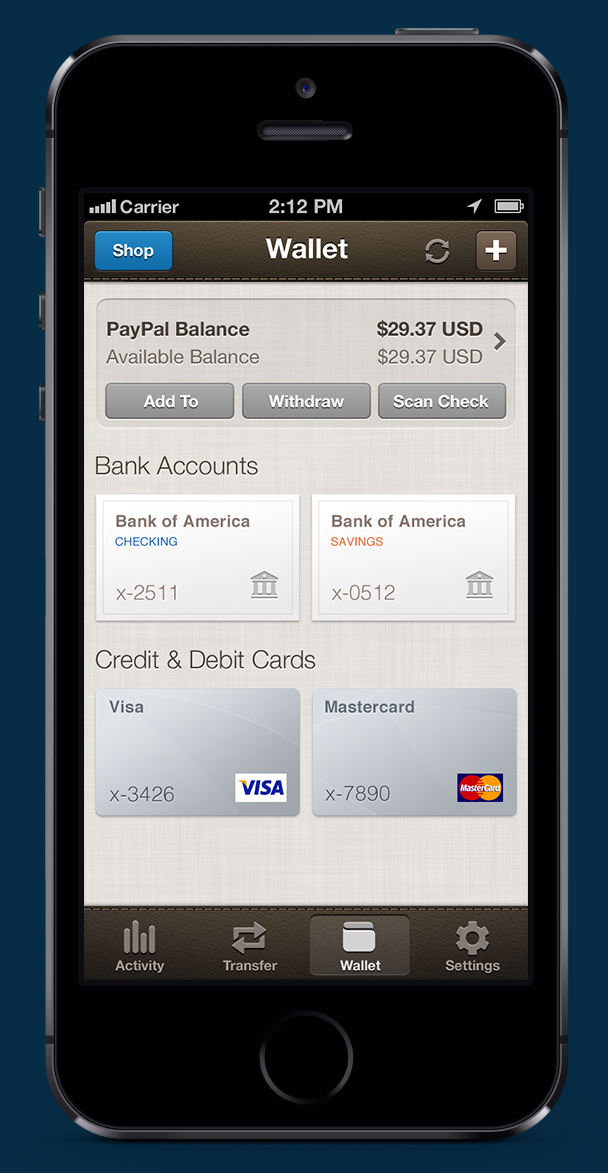 Carrier 2:12 PM
Shop Wallet
PayPal Balance $29.37 USD
Available Balance $29.37 USD
Add To Withdraw Scan Check
Bank Accounts
Bank of America Bank of America
CHECKING SAVINGS
x-2511 x-0512
Credit & Debit Cards
Visa Mastercard
x-3426 VISA x-7890 MasterCard
Activity Transfer Wallet Settings